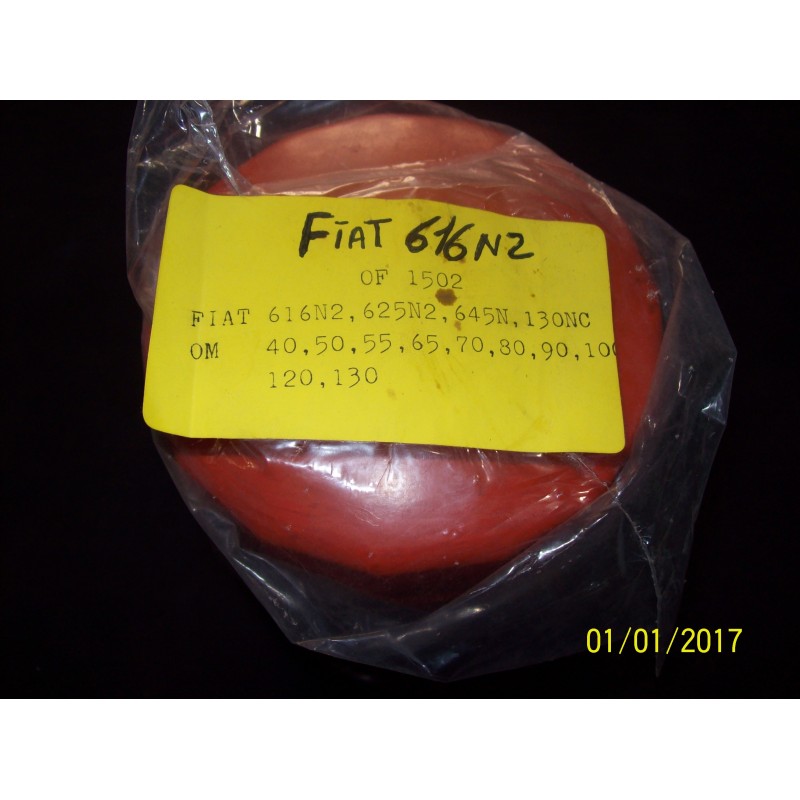 FIAT 616N2
OF 1502
FIAT 616N2,625N2,645N,130NC
OM 40,50,55,65,70,80,90,100
120,130
01/01/2017